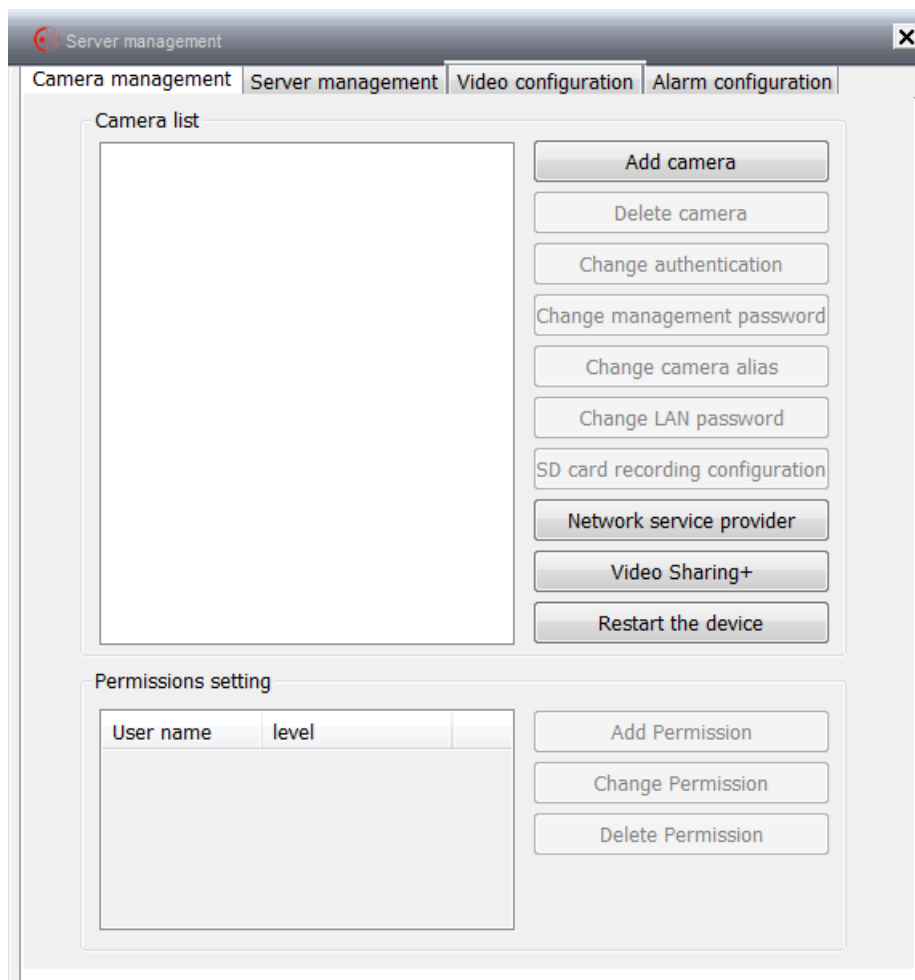 Server management
Camera management Server management Video configuration Alarm configuration
Camera list
Add camera
Delete camera
Change authentication
Change management password
Change camera alias
Change LAN password
SD card recording configuration
Network service provider
Video Sharing+
Restart the device
Permissions setting
User name level
Add Permission
Change Permission
Delete Permission